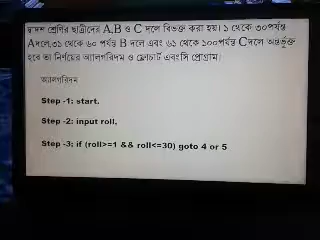 দ্বাদশ শ্রেণির ছাত্রীদের A,B ও C দলে বিভক্ত করা হয়। ১ থেকে ৩০পর্যন্ত
Aদলে,৩১ থেকে ৬০ পর্যন্ত B দলে এবং ৬১ থেকে ১০০পর্যন্ত Cদলে অন্তর্ভূক্ত
হবে তা নির্ণয়ের অ্যালগরিদম ও ফ্লোচার্ট এবংসি প্রোগ্রাম।
অ্যালগরিদম
Step -1: start.
Step -2: input roll.
Step -3: if (roll>=1 && roll<=30) goto 4 or 5